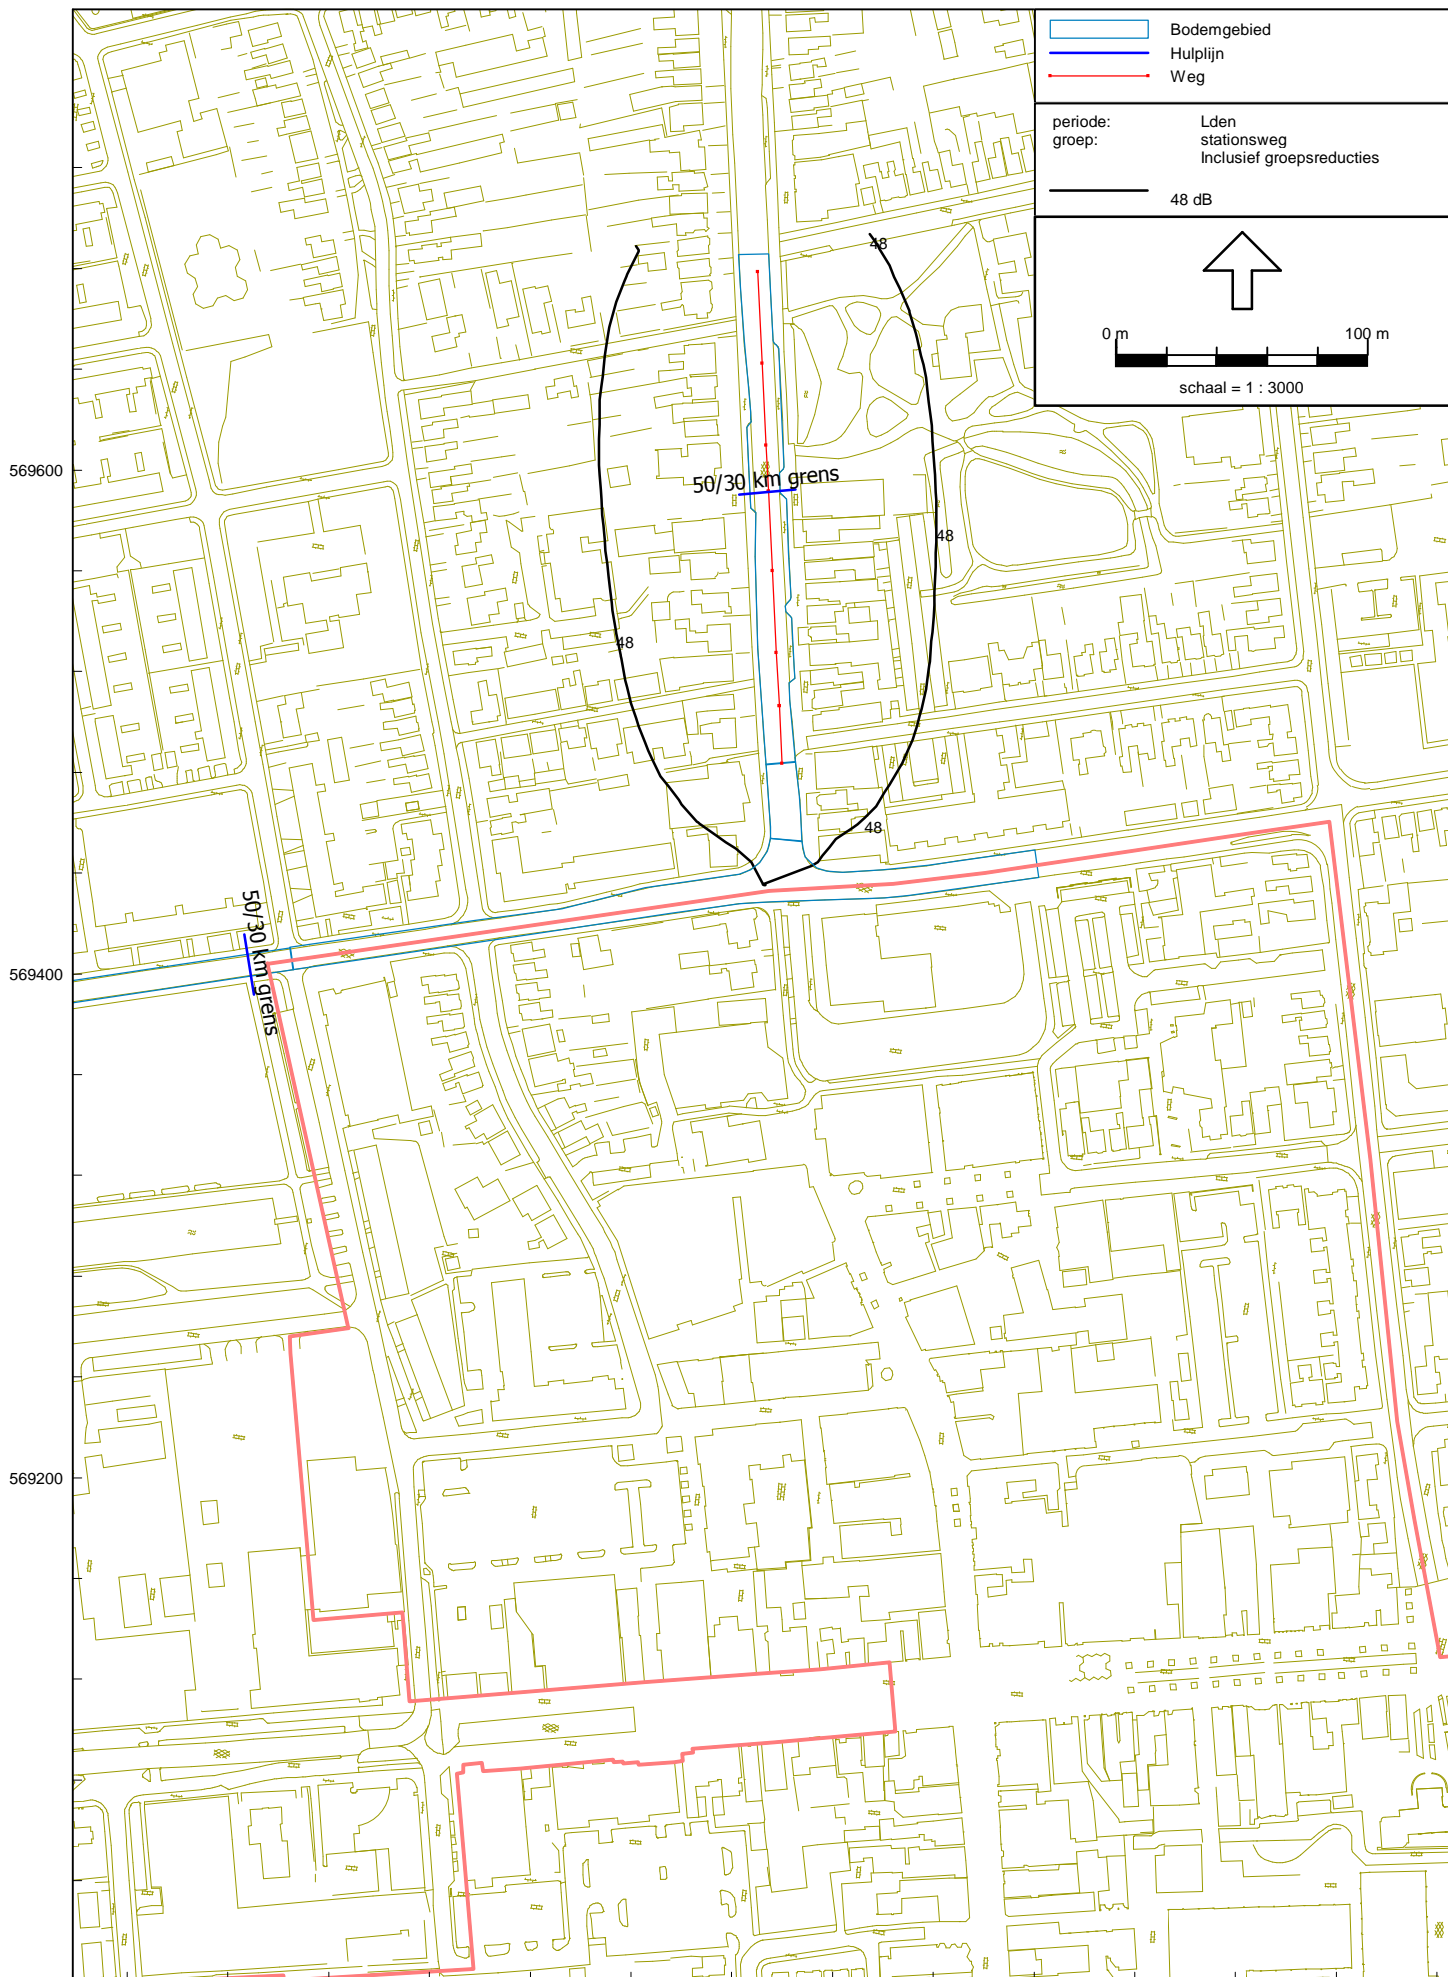 Bodemgebied
Hulplijn
Weg
periode: Lden
groep: stationsweg
Inclusief groepsreducties
48 dB
0 m 100 m
schaal = 1 : 3000
48
569600
50/30 km grens
48
48
48
50/30 km grens
569400
569200